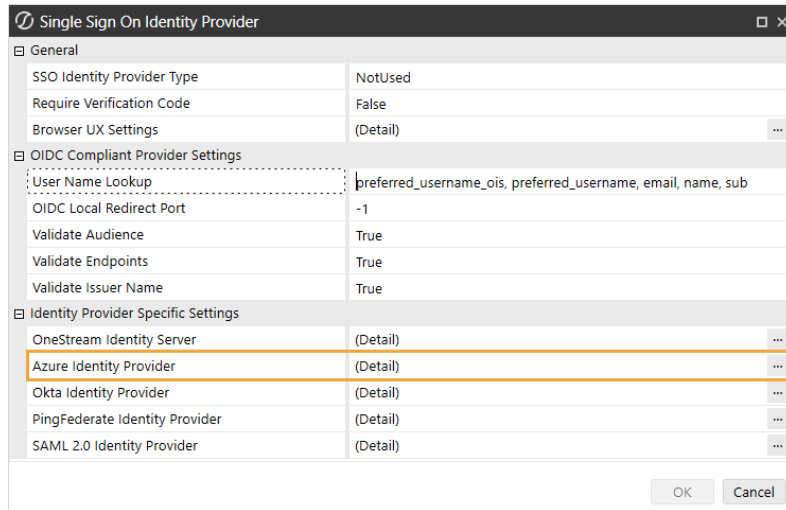 Single Sign On Identity Provider
General
SSO Identity Provider Type NotUsed
Require Verification Code False
Browser UX Settings (Detail) ...
OIDC Compliant Provider Settings
User Name Lookup preferred_username_ois, preferred_username, email, name, sub
OIDC Local Redirect Port -1
Validate Audience True
Validate Endpoints True
Validate Issuer Name True
Identity Provider Specific Settings
OneStream Identity Server (Detail) ...
Azure Identity Provider (Detail) ...
Okta Identity Provider (Detail) ...
PingFederate Identity Provider (Detail) ...
SAML 2.0 Identity Provider (Detail) ...
OK Cancel